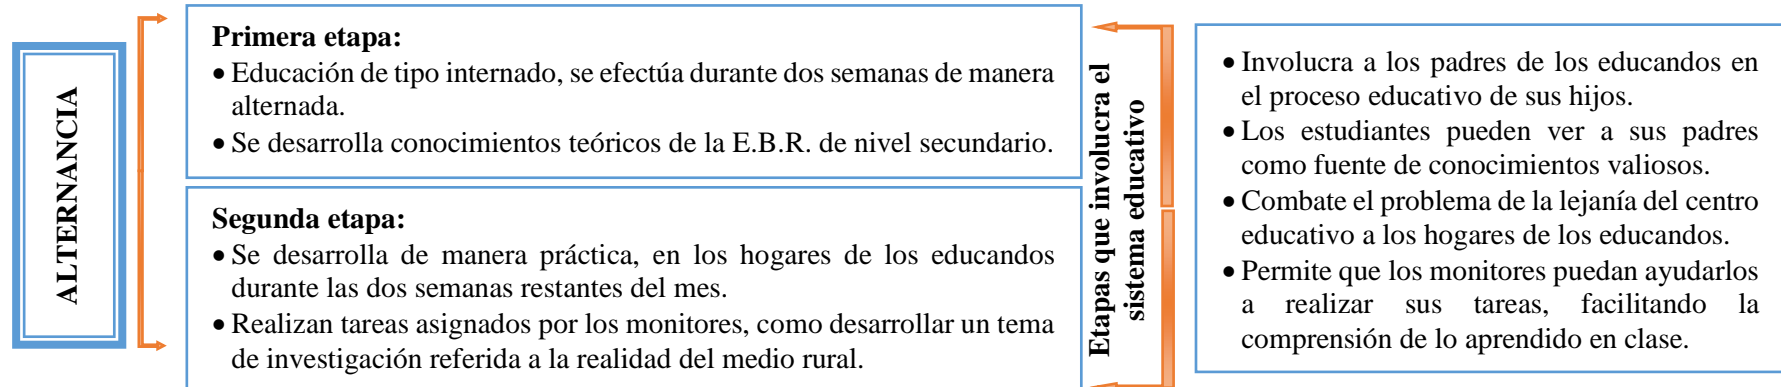 ALTERNANCIA
Primera etapa:
• Educación de tipo internado, se efectúa durante dos semanas de manera
alternada.
• Se desarrolla conocimientos teóricos de la E.B.R. de nivel secundario.
Segunda etapa:
• Se desarrolla de manera práctica, en los hogares de los educandos
durante las dos semanas restantes del mes.
• Realizan tareas asignados por los monitores, como desarrollar un tema
de investigación referida a la realidad del medio rural.
Etapas que involucra el
sistema educativo
• Involucra a los padres de los educandos en
el proceso educativo de sus hijos.
• Los estudiantes pueden ver a sus padres
como fuente de conocimientos valiosos.
• Combate el problema de la lejanía del centro
educativo a los hogares de los educandos.
• Permite que los monitores puedan ayudarlos
a realizar sus tareas, facilitando la
comprensión de lo aprendido en clase.